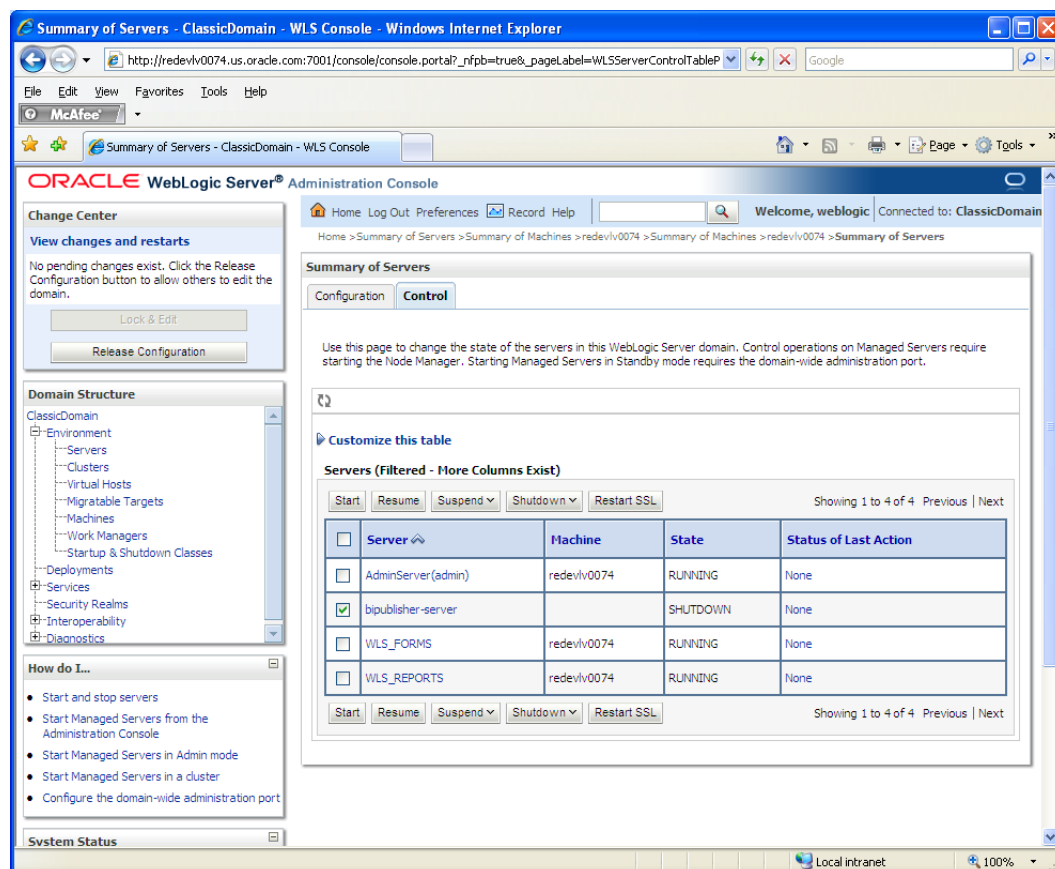 Summary of Servers - ClassicDomain - WLS Console - Windows Internet Explorer
http://redevlv0074.us.oracle.com:7001/console/console.portal?_nfpb=true&_pageLabel=WLSServerControlTableP
Google
File Edit View Favorites Tools Help
McAfee
Summary of Servers - ClassicDomain - WLS Console
Page Tools »
ORACLE WebLogic Server® Administration Console
Change Center
View changes and restarts
No pending changes exist. Click the Release
Configuration button to allow others to edit the
domain.
Lock & Edit
Release Configuration
Domain Structure
ClassicDomain
Environment
Servers
Clusters
Virtual Hosts
Migratable Targets
Machines
Work Managers
Startup & Shutdown Classes
Deployments
Services
Security Realms
Interoperability
Diagnostics
How do I...
Start and stop servers
Start Managed Servers from the
Administration Console
Start Managed Servers in Admin mode
Start Managed Servers in a cluster
Configure the domain-wide administration port
System Status
Home Log Out Preferences Record Help
Welcome, weblogic Connected to: ClassicDomain
Home >Summary of Servers >Summary of Machines >redevlv0074 >Summary of Machines >redevlv0074 >Summary of Servers
Summary of Servers
Configuration Control
Use this page to change the state of the servers in this WebLogic Server domain. Control operations on Managed Servers require
starting the Node Manager. Starting Managed Servers in Standby mode requires the domain-wide administration port.
Customize this table
Servers (Filtered - More Columns Exist)
Start Resume Suspend Shutdown Restart SSL Showing 1 to 4 of 4 Previous | Next
Server Machine State Status of Last Action
AdminServer(admin) redevlv0074 RUNNING None
bipublisher-server SHUTDOWN None
WLS_FORMS redevlv0074 RUNNING None
WLS_REPORTS redevlv0074 RUNNING None
Start Resume Suspend Shutdown Restart SSL Showing 1 to 4 of 4 Previous | Next
Local intranet 100%